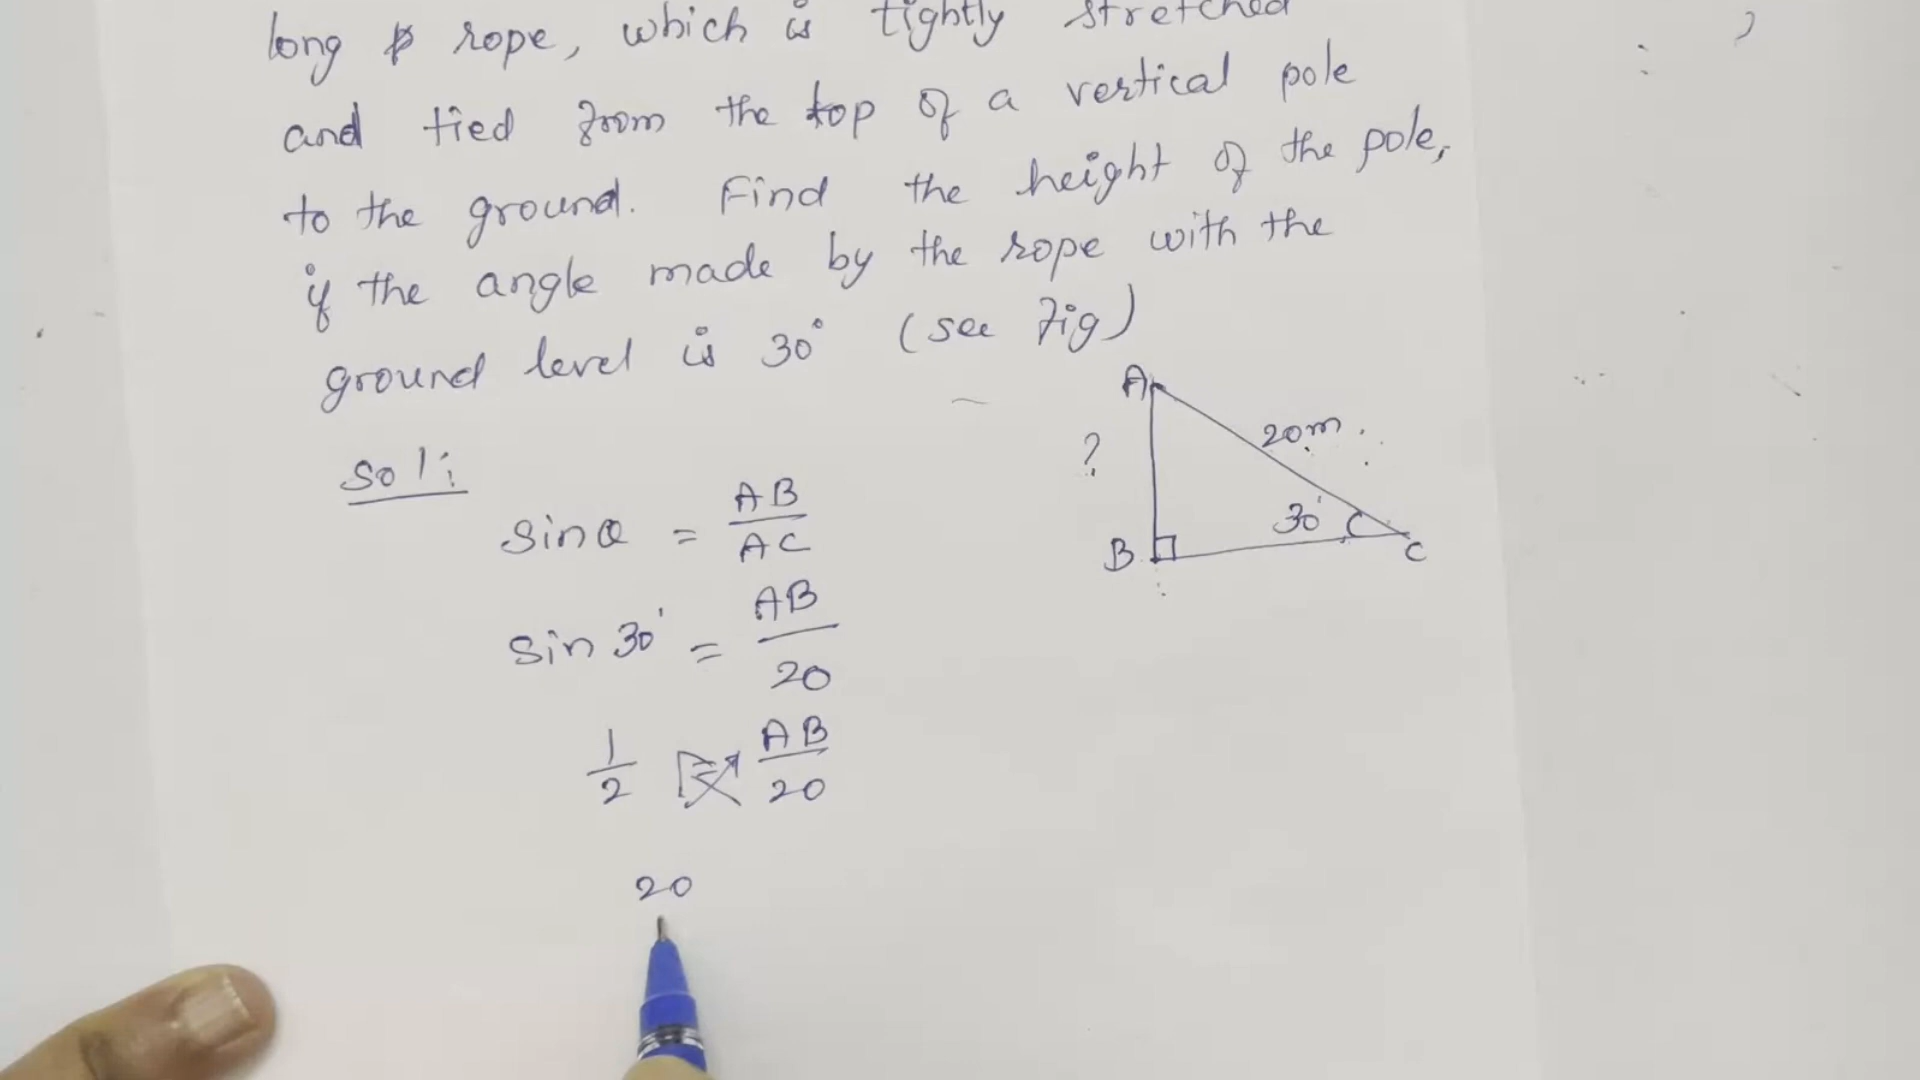 long rope, which is tightly stretched
and tied from the top of a vertical pole
to the ground. Find the height of the pole,
if the angle made by the rope with the
ground level is 30° (see Fig)
Sol:
A
?
20m
30°
B
C
sinθ = AB/AC
sin 30° = AB/20
1/2 = AB/20
20